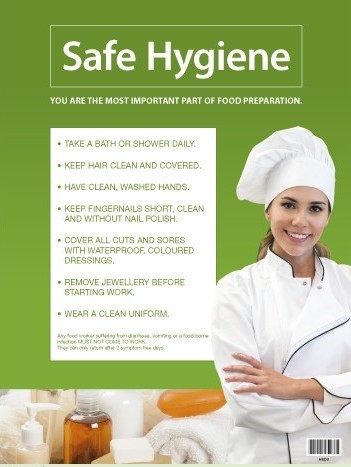 Safe Hygiene
YOU ARE THE MOST IMPORTANT PART OF FOOD PREPARATION.
• TAKE A BATH OR SHOWER DAILY.
• KEEP HAIR CLEAN AND COVERED.
• HAVE CLEAN, WASHED HANDS.
• KEEP FINGERNAILS SHORT, CLEAN
AND WITHOUT NAIL POLISH.
• COVER ALL CUTS AND SORES
WITH WATERPROOF, COLOURED
DRESSINGS.
• REMOVE JEWELLERY BEFORE
STARTING WORK.
• WEAR A CLEAN UNIFORM.
Any food worker suffering from diarrhoea, vomiting or a food-borne
infection MUST NOT COME TO WORK.
They can only return after 2 symptom free days.